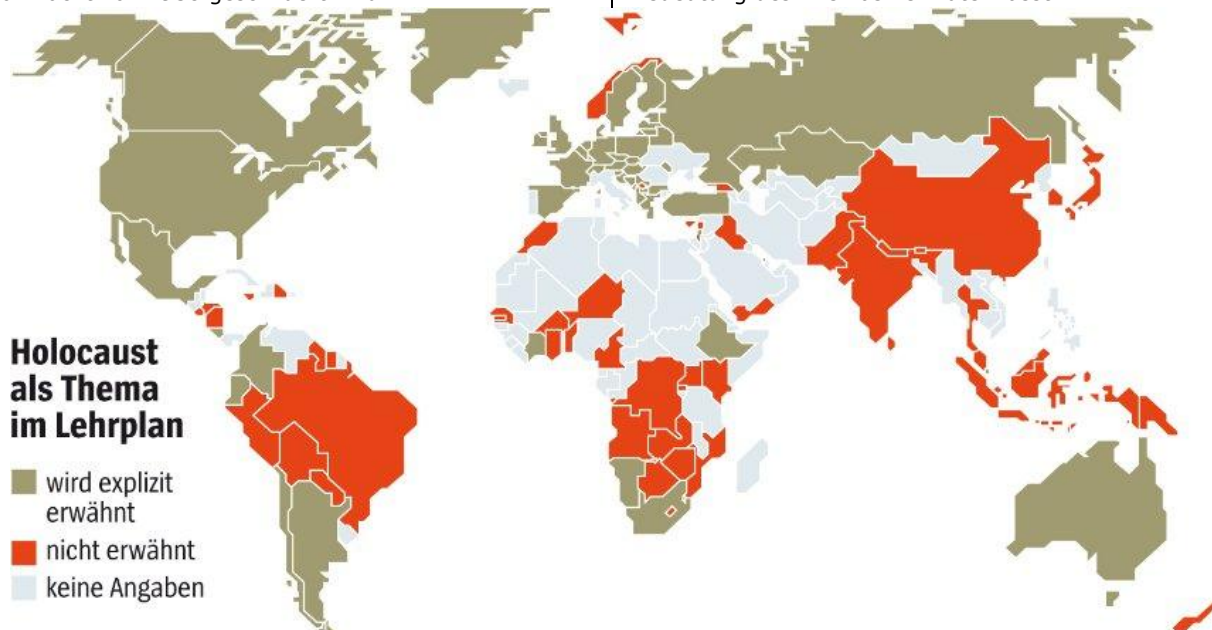 Holocaust
als Thema
im Lehrplan
wird explizit
erwähnt
nicht erwähnt
keine Angaben